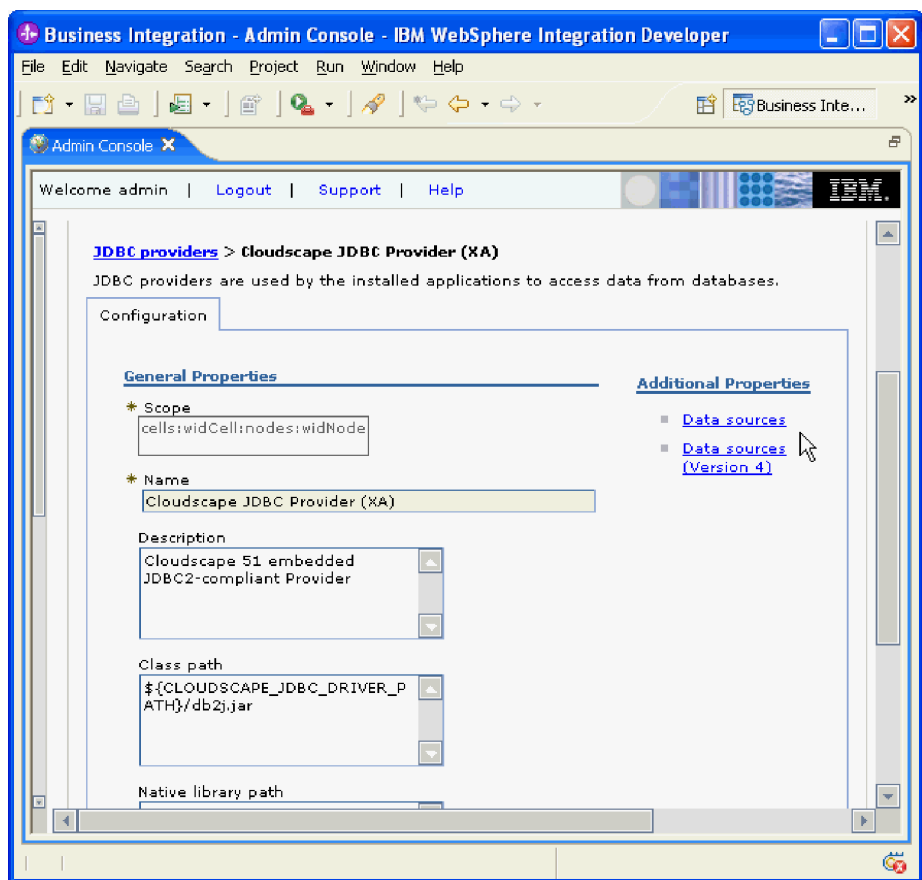 Business Integration - Admin Console - IBM WebSphere Integration Developer
File Edit Navigate Search Project Run Window Help
Business Inte...
»
Admin Console
Welcome admin | Logout | Support | Help
IBM.
JDBC providers > Cloudscape JDBC Provider (XA)
JDBC providers are used by the installed applications to access data from databases.
Configuration
General Properties
Additional Properties
* Scope
cells:widCell:nodes:widNode
Data sources
Data sources
(Version 4)
* Name
Cloudscape JDBC Provider (XA)
Description
Cloudscape 51 embedded
JDBC2-compliant Provider
Class path
${CLOUDSCAPE_JDBC_DRIVER_P
ATH}/db2j.jar
Native library path